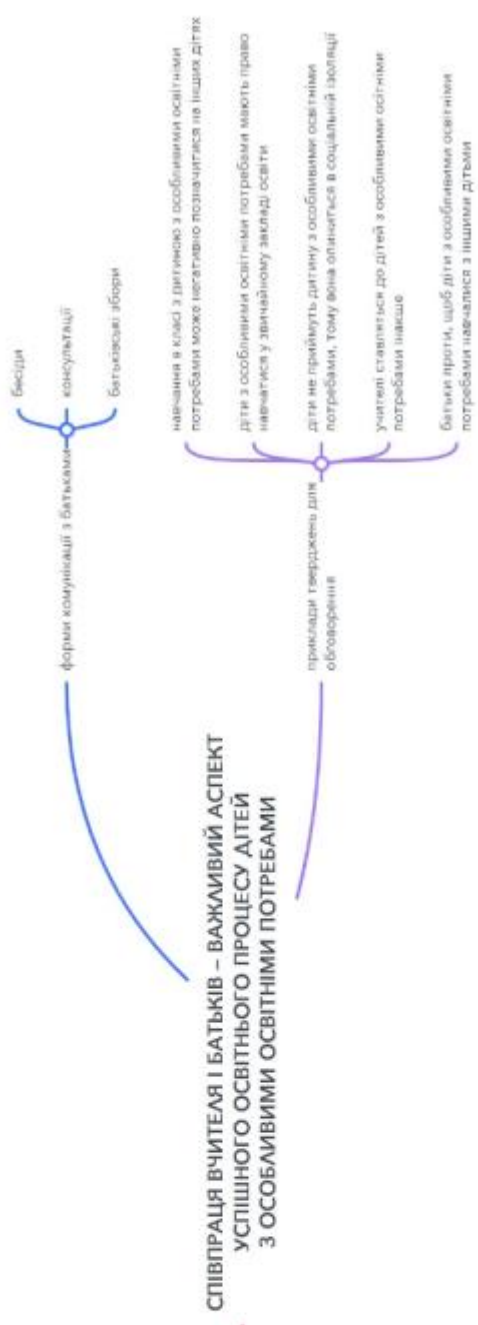 СПІВПРАЦЯ ВЧИТЕЛЯ І БАТЬКІВ – ВАЖЛИВИЙ АСПЕКТ
УСПІШНОГО ОСВІТНЬОГО ПРОЦЕСУ ДІТЕЙ
З ОСОБЛИВИМИ ОСВІТНІМИ ПОТРЕБАМИ
форми комунікації з батьками
бесіди
консультації
батьківські збори
приклади тверджень для
обговорення
навчання в класі з дитиною з особливими освітніми
потребами може негативно позначитися на інших дітях
діти з особливими освітніми потребами мають право
навчатися у звичайному закладі освіти
діти не приймуть дитину з особливими освітніми
потребами, тому вона опиниться в соціальній ізоляції
учителі ставляться до дітей з особливими освітніми
потребами інакше
батьки проти, щоб діти з особливими освітніми
потребами навчалися з іншими дітьми